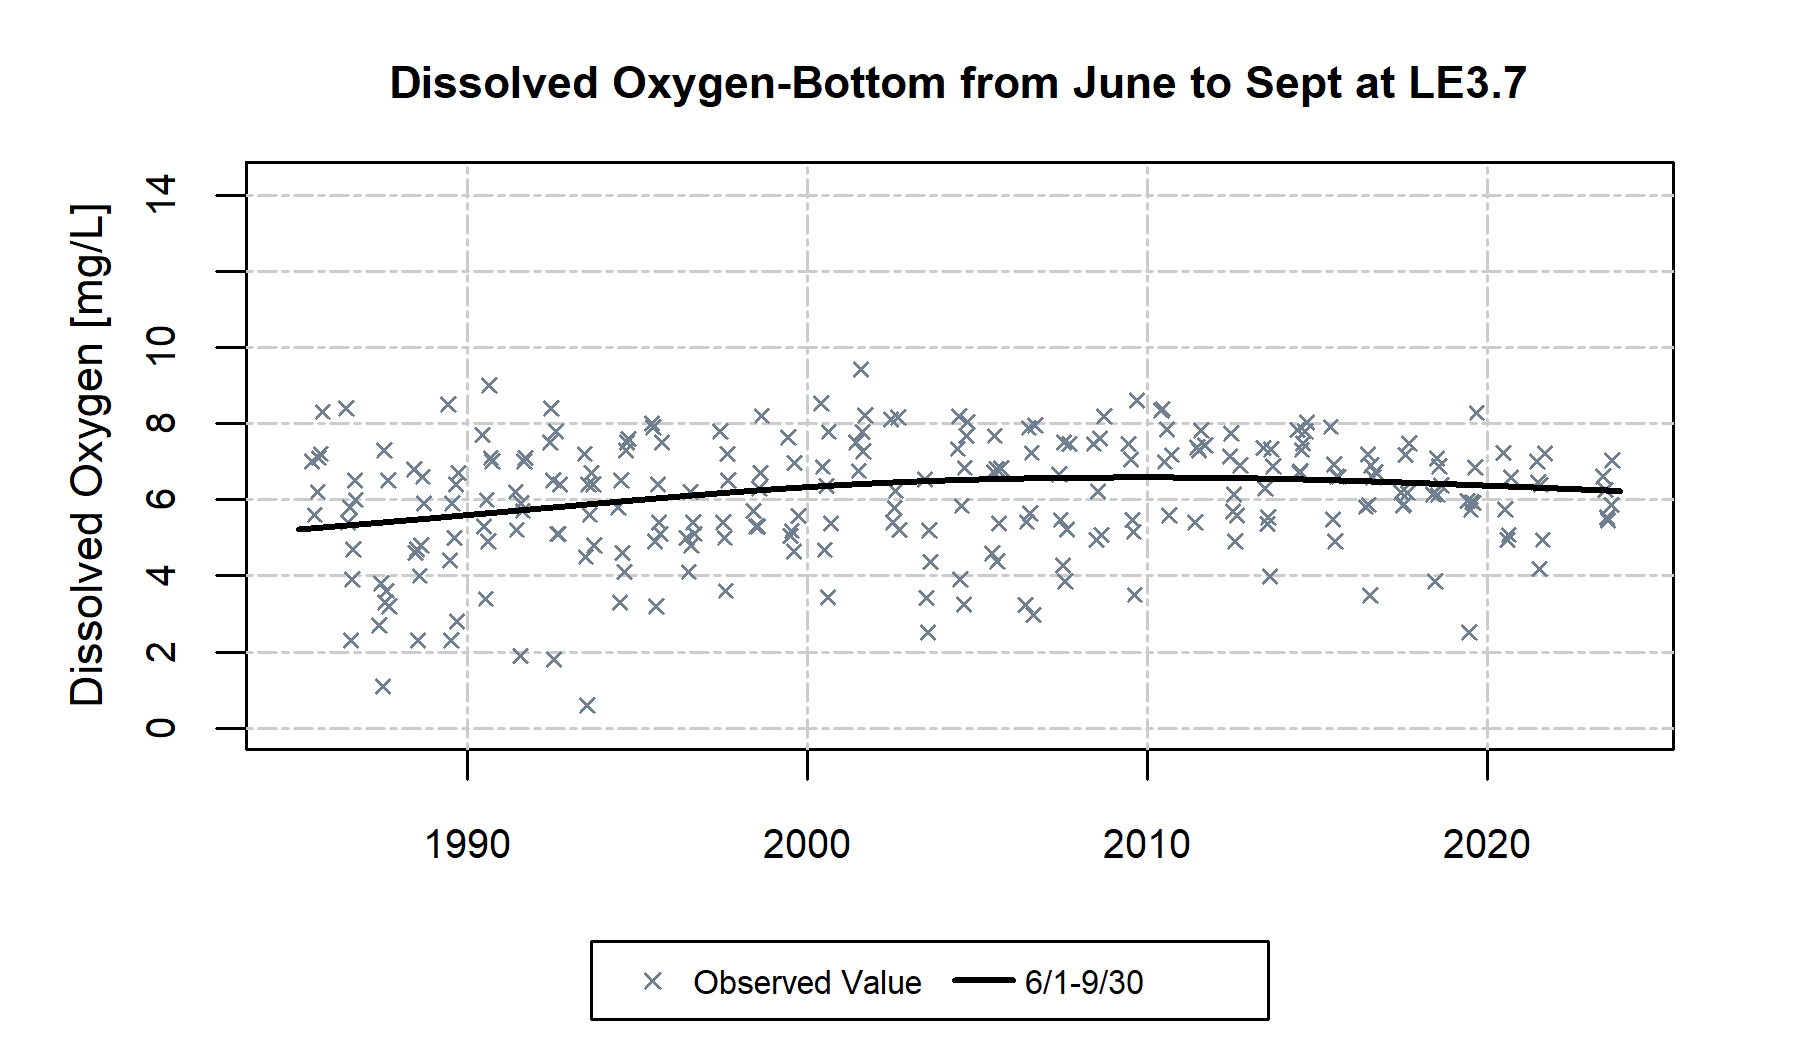 Dissolved Oxygen-Bottom from June to Sept at LE3.7
Dissolved Oxygen [mg/L]
14
10
8
6
4
2
0
1990 2000 2010 2020
Observed Value 6/1-9/30